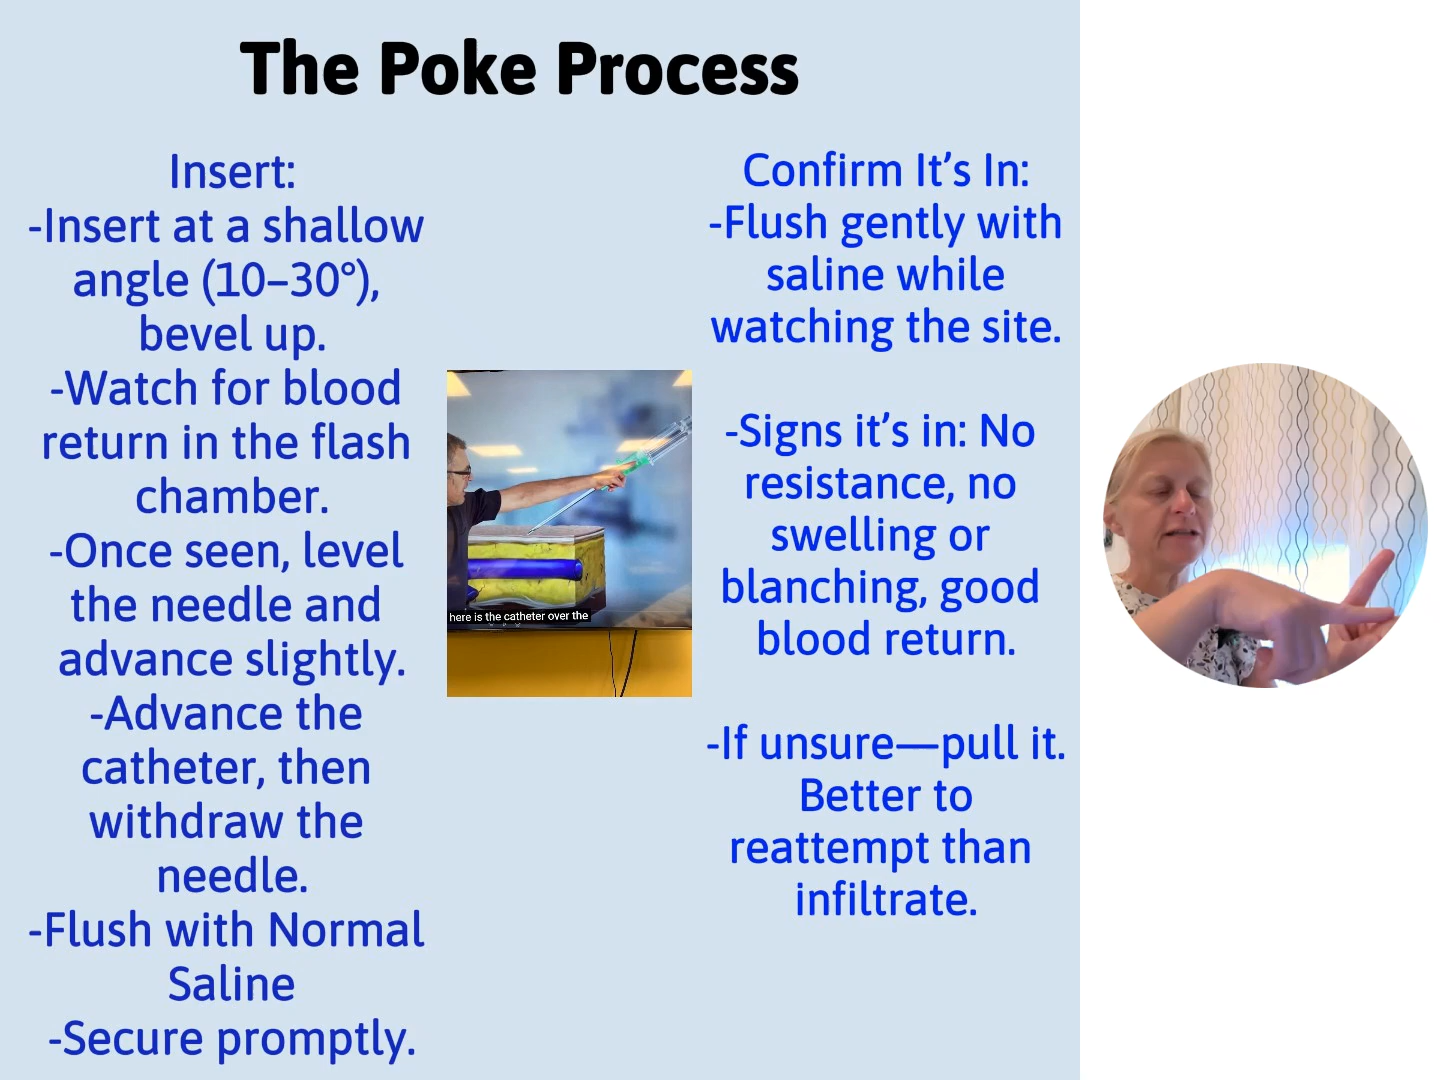 The Poke Process
Insert:
-Insert at a shallow
angle (10–30°),
bevel up.
-Watch for blood
return in the flash
chamber.
-Once seen, level
the needle and
advance slightly.
-Advance the
catheter, then
withdraw the
needle.
-Flush with Normal
Saline
-Secure promptly.
here is the catheter over the
Confirm It’s In:
-Flush gently with
saline while
watching the site.
-Signs it’s in: No
resistance, no
swelling or
blanching, good
blood return.
-If unsure—pull it.
Better to
reattempt than
infiltrate.